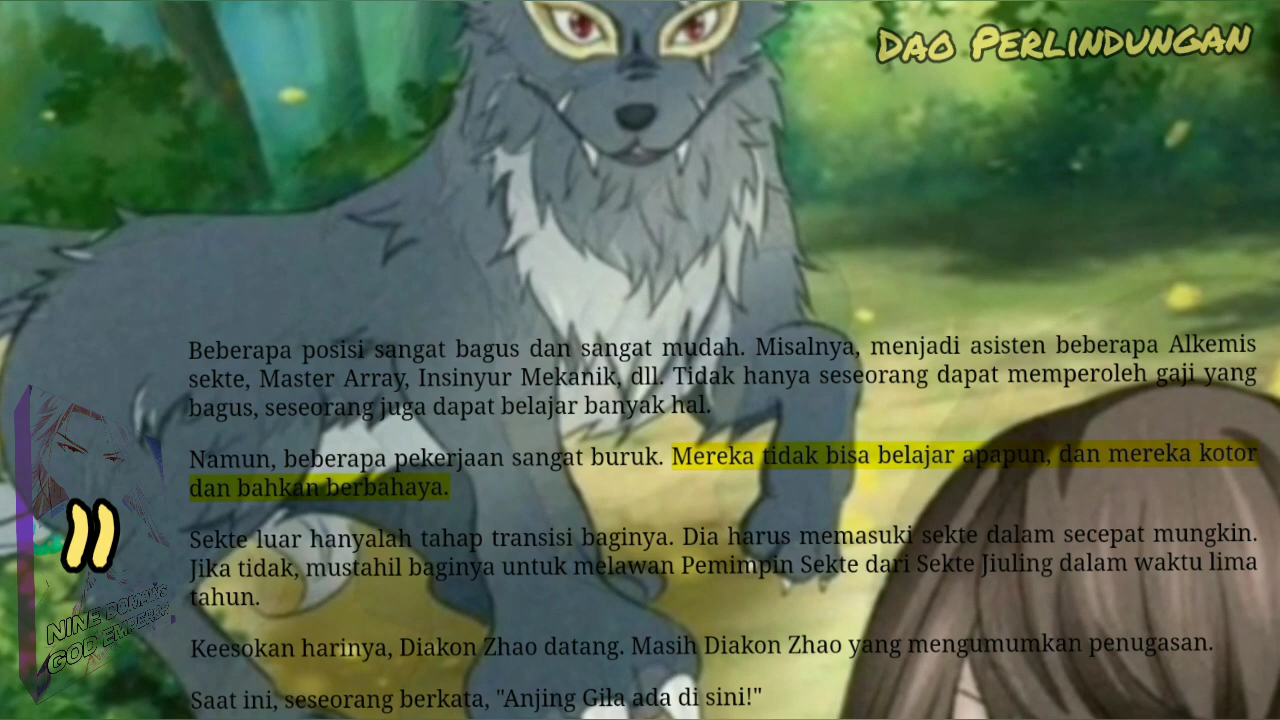 Dao Perlindungan
Beberapa posisi sangat bagus dan sangat mudah. Misalnya, menjadi asisten beberapa Alkemis
sekte, Master Array, Insinyur Mekanik, dll. Tidak hanya seseorang dapat memperoleh gaji yang
bagus, seseorang juga dapat belajar banyak hal.
Namun, beberapa pekerjaan sangat buruk. Mereka tidak bisa belajar apapun, dan mereka kotor
dan bahkan berbahaya.
Sekte luar hanyalah tahap transisi baginya. Dia harus memasuki sekte dalam secepat mungkin.
Jika tidak, mustahil baginya untuk melawan Pemimpin Sekte dari Sekte Jiuling dalam waktu lima
tahun.
Keesokan harinya, Diakon Zhao datang. Masih Diakon Zhao yang mengumumkan penugasan.
Saat ini, seseorang berkata, "Anjing Gila ada di sini!"
NINE DOMAINS
GOD EMPEROR